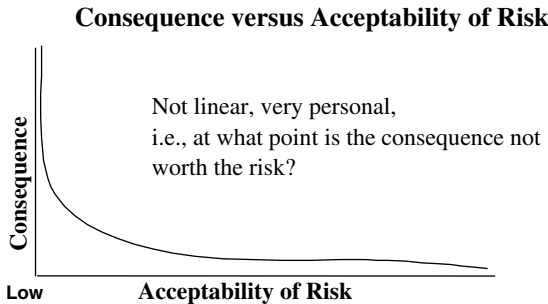 Consequence versus Acceptability of Risk
Not linear, very personal,
i.e., at what point is the consequence not
worth the risk?
Consequence
Low
Acceptability of Risk